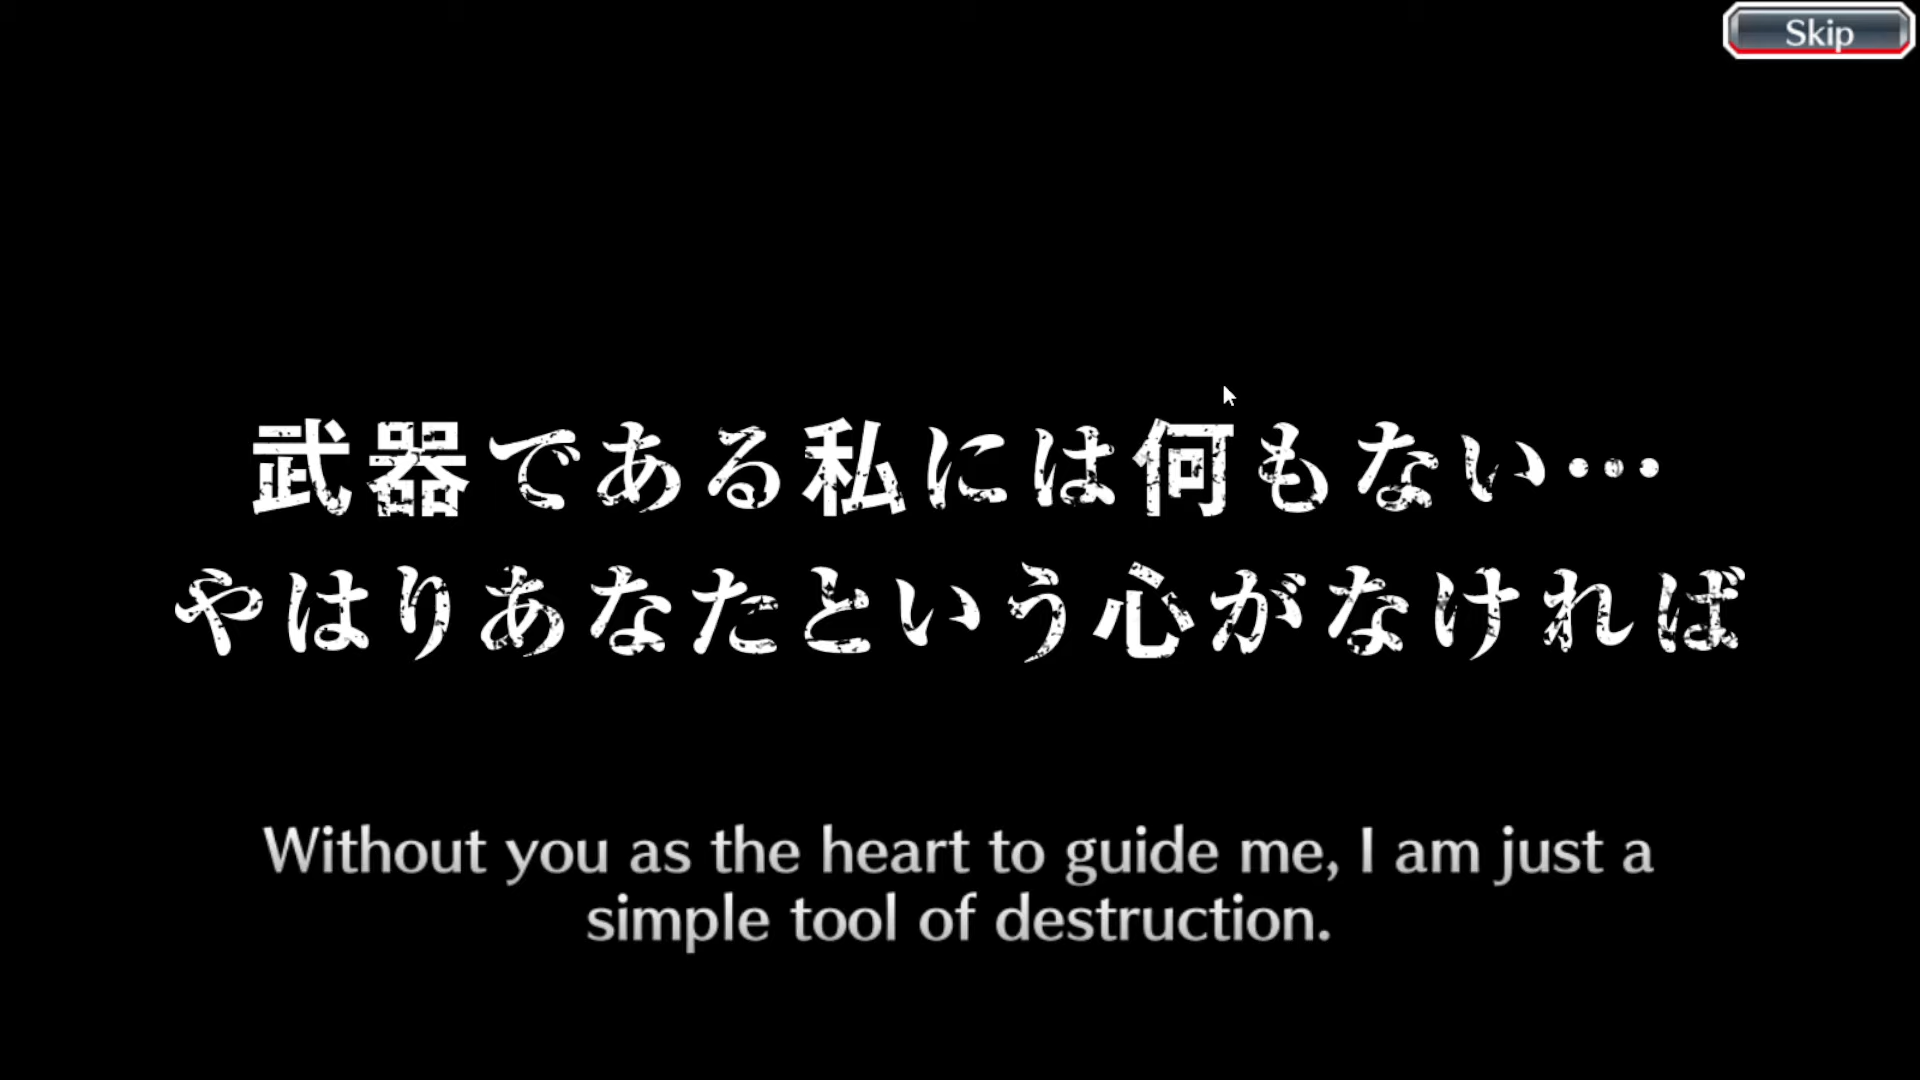 Skip
武器である私には何もない…
やはりあなたという心がなければ
Without you as the heart to guide me, I am just a
simple tool of destruction.